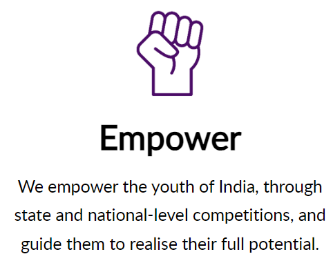 Empower
We empower the youth of India, through
state and national-level competitions, and
guide them to realise their full potential.